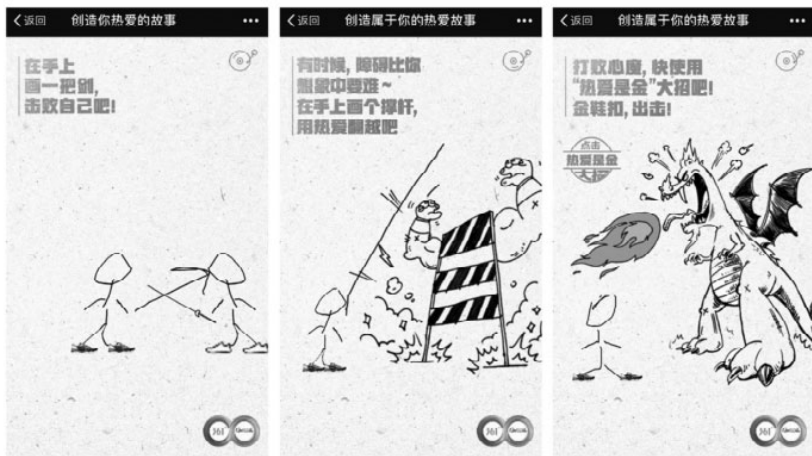 返回 创造你热爱的故事
在手上
画一把剑,
击败自己吧!
返回 创造属于你的热爱故事
有时候, 障碍比你
想象中要难~
在手上画个撑杆,
用热爱翻越吧
返回 创造属于你的热爱故事
打败心魔, 快使用
“热爱是金”大招吧!
金鞋扣, 出击!
点击
热爱是金
大招
361°
361°
361°